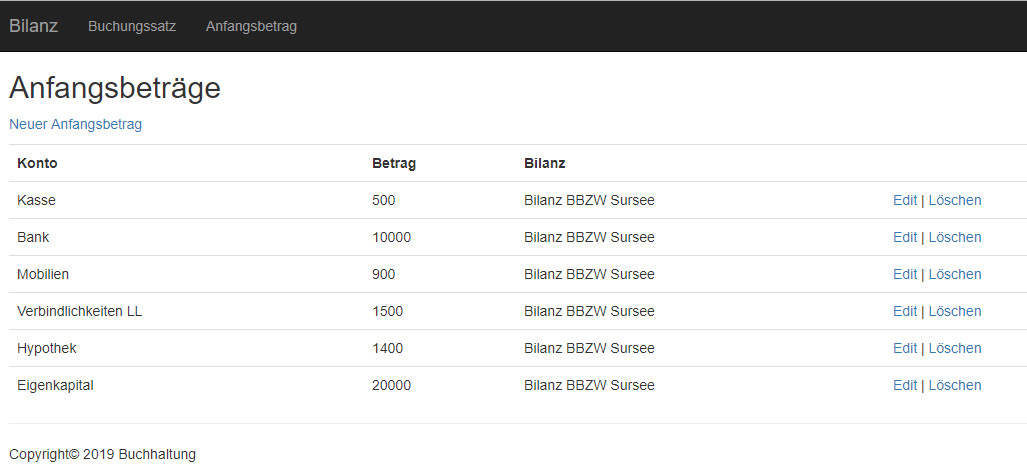 Bilanz Buchungssatz Anfangsbetrag
Anfangsbeträge
Neuer Anfangsbetrag
Konto Betrag Bilanz
Kasse 500 Bilanz BBZW Sursee Edit | Löschen
Bank 10000 Bilanz BBZW Sursee Edit | Löschen
Mobilien 900 Bilanz BBZW Sursee Edit | Löschen
Verbindlichkeiten LL 1500 Bilanz BBZW Sursee Edit | Löschen
Hypothek 1400 Bilanz BBZW Sursee Edit | Löschen
Eigenkapital 20000 Bilanz BBZW Sursee Edit | Löschen
Copyright© 2019 Buchhaltung